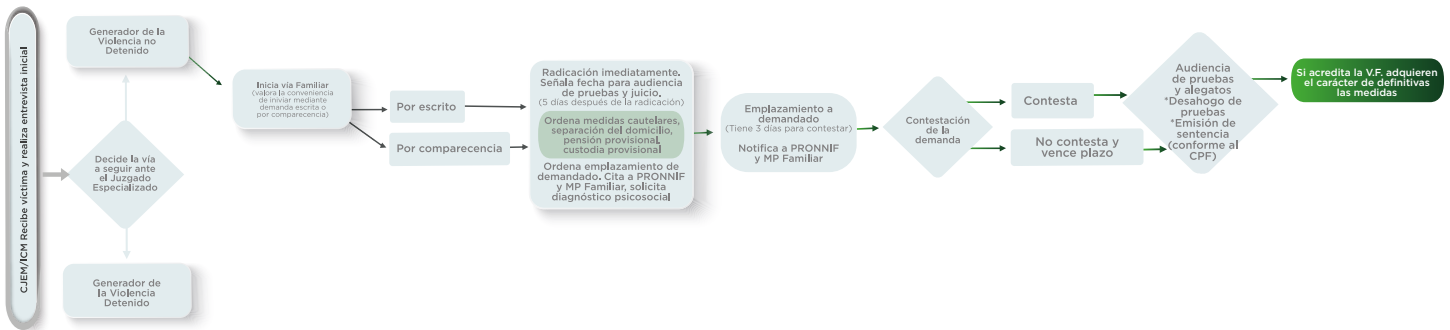 CJEM/ICM Recibe víctima y realiza entrevista inicial
Generador de la
Violencia no
Detenido
Decide la vía
a seguir ante
el Juzgado
Especializado
Generador de
la Violencia
Detenido
Inicia vía Familiar
(valora la conveniencia
de iniviar mediante
demanda escrita o
por comparecencia)
Por escrito
Por comparecencia
Radicación imediatamente.
Señala fecha para audiencia
de pruebas y juicio.
(5 días después de la radicación)
Ordena medidas cautelares,
separación del domicilio,
pensión provisional,
custodia provisional
Ordena emplazamiento de
demandado. Cita a PRONNIF
y MP Familiar, solicita
diagnóstico psicosocial
Emplazamiento a
demandado
(Tiene 3 días para contestar)
Notifica a PRONNIF
y MP Familiar
Contestación
de la
demanda
Contesta
No contesta y
vence plazo
Audiencia
de pruebas
y alegatos
*Desahogo de
pruebas
*Emisión de
sentencia
(conforme al
CPF)
Si acredita la V.F. adquieren
el carácter de definitivas
las medidas